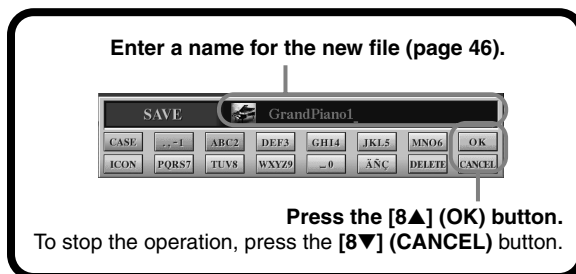 Enter a name for the new file (page 46).
SAVE GrandPiano1_
CASE . , - 1 ABC2 DEF3 GHI4 JKL5 MNO6 OK
ICON PQRS7 TUV8 WXYZ9 _ 0 ÄÑÇ DELETE CANCEL
Press the [8▲] (OK) button.
To stop the operation, press the [8▼] (CANCEL) button.